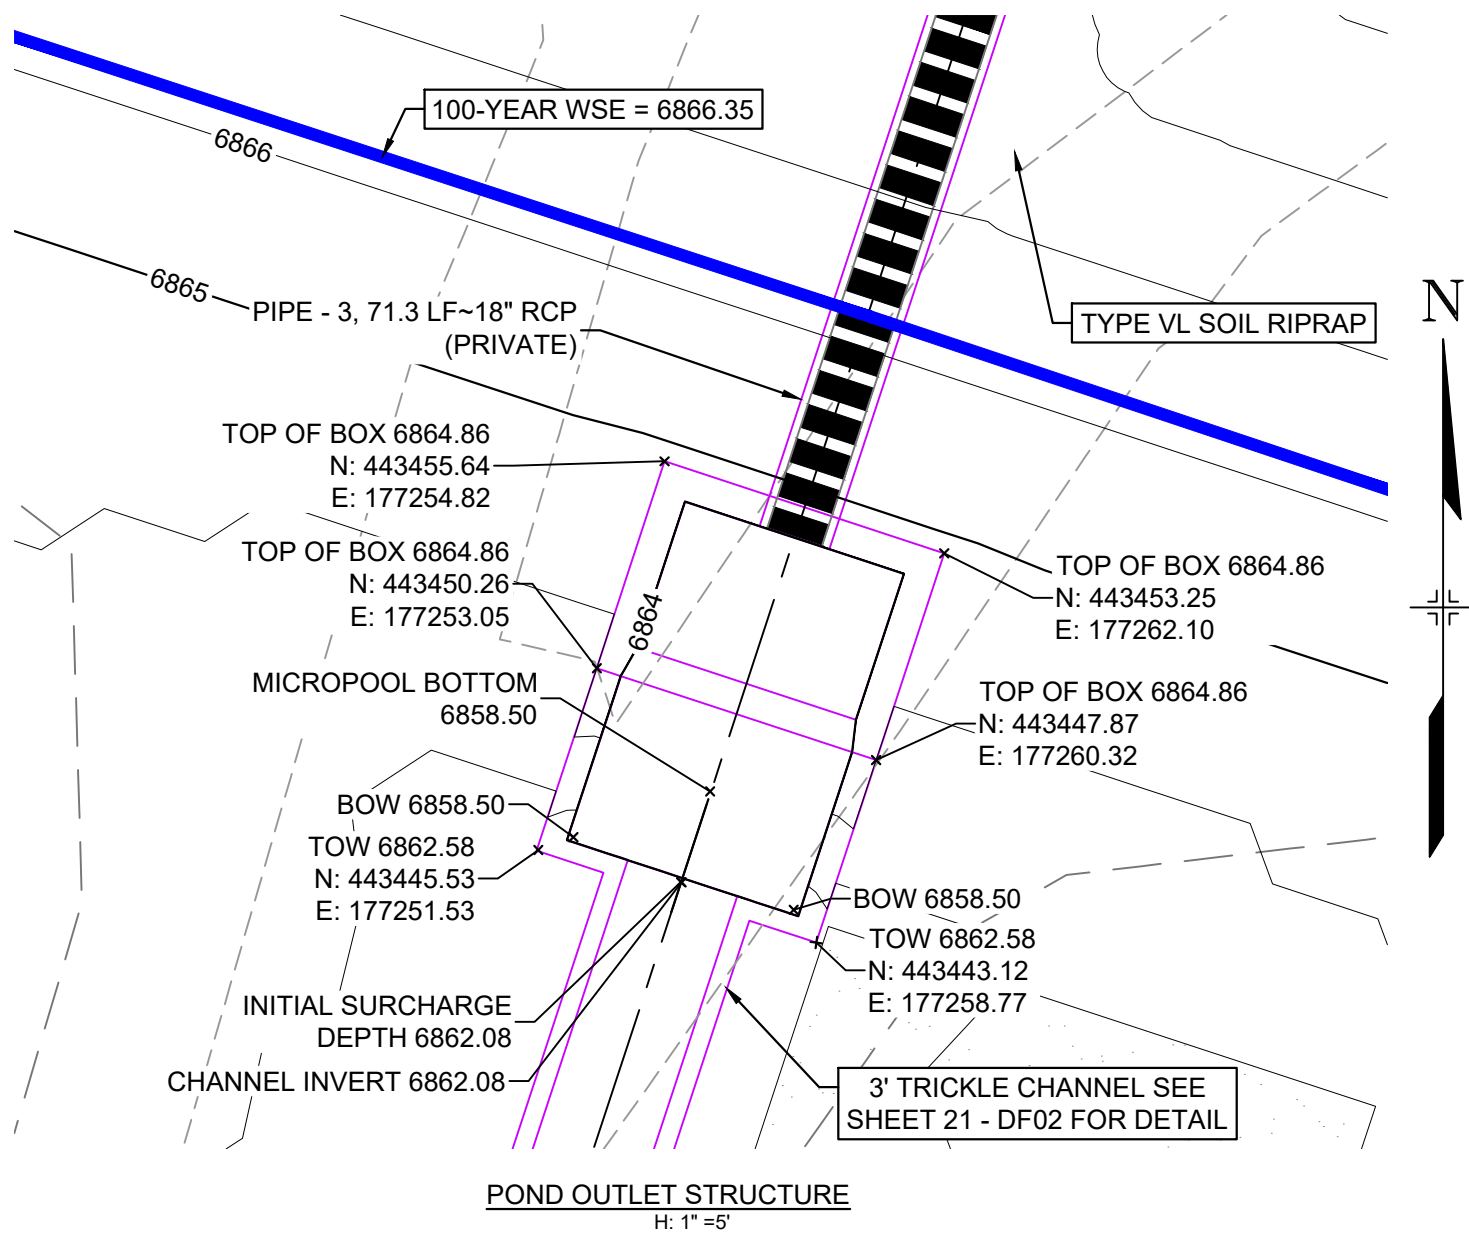 100-YEAR WSE = 6866.35
6866
6865
PIPE - 3, 71.3 LF~18" RCP
(PRIVATE)
TYPE VL SOIL RIPRAP
N
TOP OF BOX 6864.86
N: 443455.64
E: 177254.82
TOP OF BOX 6864.86
N: 443450.26
E: 177253.05
TOP OF BOX 6864.86
N: 443453.25
E: 177262.10
6864
MICROPOOL BOTTOM
6858.50
TOP OF BOX 6864.86
N: 443447.87
E: 177260.32
BOW 6858.50
TOW 6862.58
N: 443445.53
E: 177251.53
BOW 6858.50
TOW 6862.58
N: 443443.12
E: 177258.77
INITIAL SURCHARGE
DEPTH 6862.08
CHANNEL INVERT 6862.08
3' TRICKLE CHANNEL SEE
SHEET 21 - DF02 FOR DETAIL
POND OUTLET STRUCTURE
H: 1" =5'